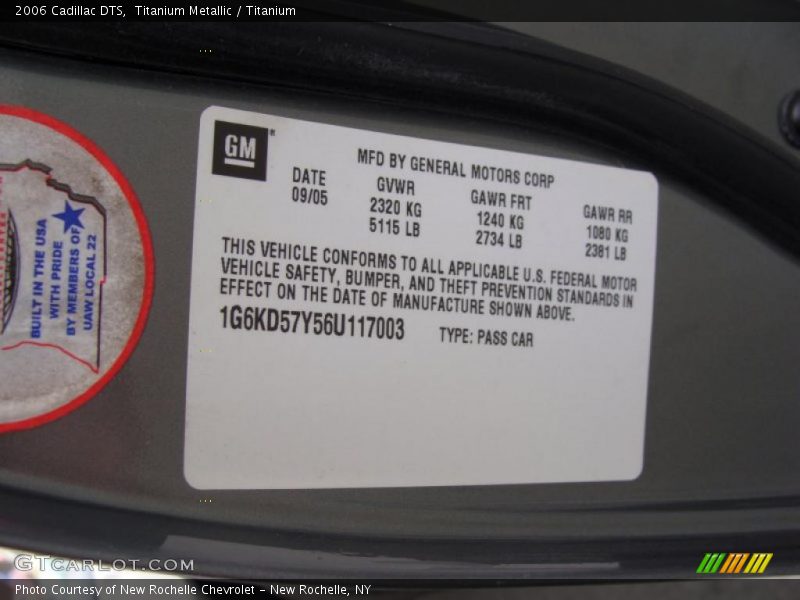 2006 Cadillac DTS,  Titanium Metallic / Titanium
GM
MFD BY GENERAL MOTORS CORP
DATE GVWR GAWR FRT GAWR RR
09/05 2320 KG 1240 KG 1080 KG
5115 LB 2734 LB 2381 LB
THIS VEHICLE CONFORMS TO ALL APPLICABLE U.S. FEDERAL MOTOR
VEHICLE SAFETY, BUMPER, AND THEFT PREVENTION STANDARDS IN
EFFECT ON THE DATE OF MANUFACTURE SHOWN ABOVE.
1G6KD57Y56U117003 TYPE: PASS CAR
BUILT IN THE USA
WITH PRIDE
BY MEMBERS OF
UAW LOCAL 22
GTCARLOT.COM
Photo Courtesy of New Rochelle Chevrolet - New Rochelle, NY